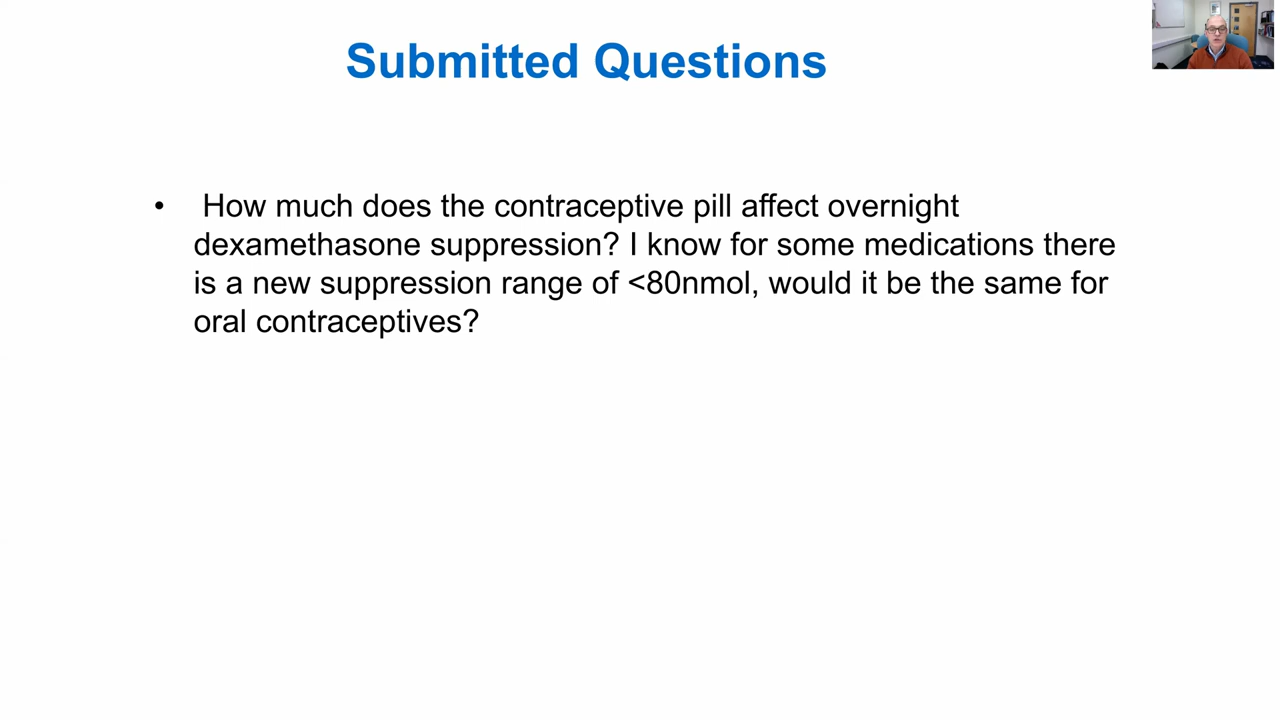 Submitted Questions
• How much does the contraceptive pill affect overnight
dexamethasone suppression? I know for some medications there
is a new suppression range of <80nmol, would it be the same for
oral contraceptives?